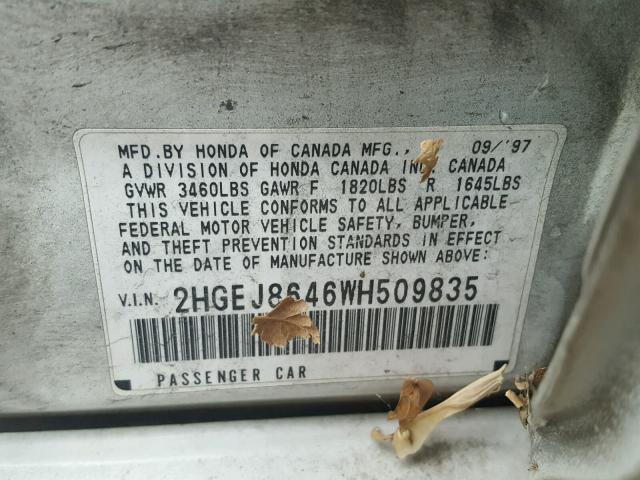 MFD.BY HONDA OF CANADA MFG., 09/'97
A DIVISION OF HONDA CANADA INC. CANADA
GVWR 3460LBS GAWR F 1820LBS R 1645LBS
THIS VEHICLE CONFORMS TO ALL APPLICABLE
FEDERAL MOTOR VEHICLE SAFETY, BUMPER,
AND THEFT PREVENTION STANDARDS IN EFFECT
ON THE DATE OF MANUFACTURE SHOWN ABOVE:
V.I.N. 2HGEJ8646WH509835
PASSENGER CAR